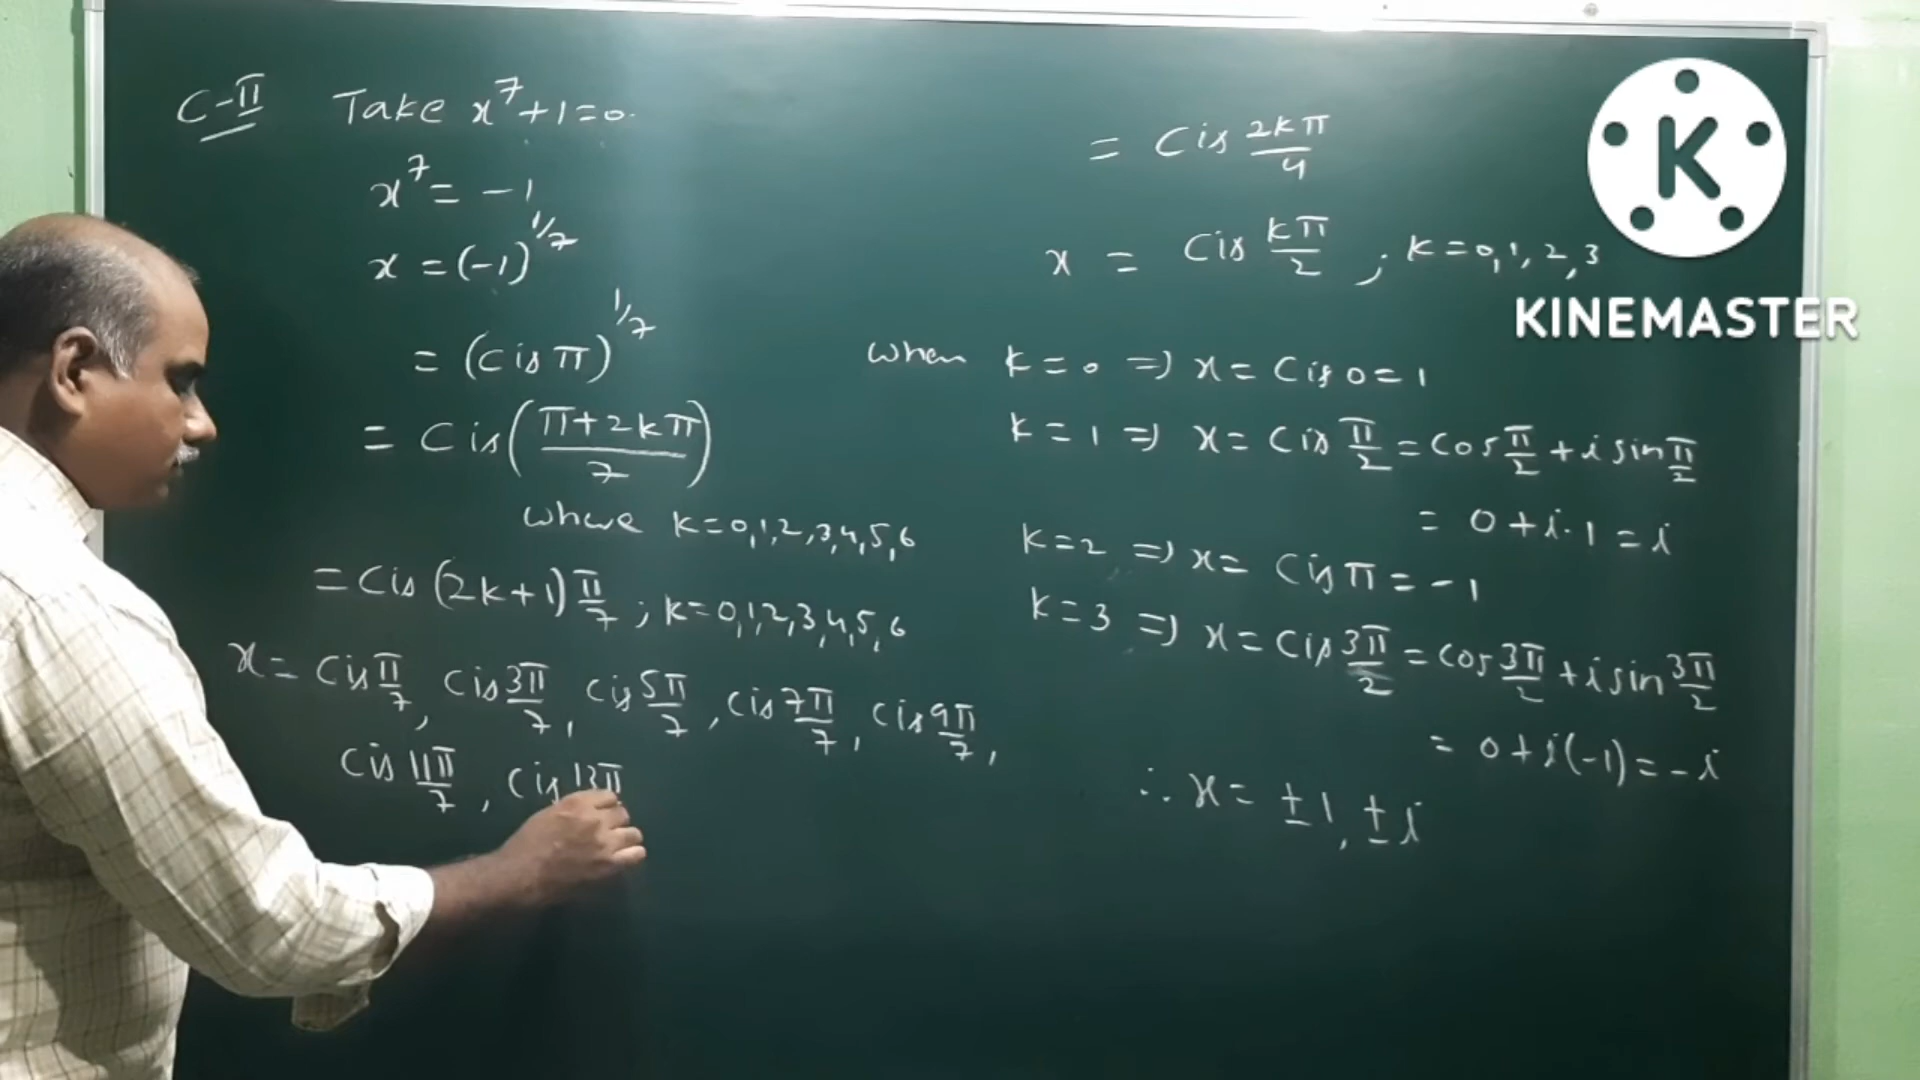 C-II Take x⁷+1=0.
x⁷ = -1
x = (-1)^1/7
= (cis π)^1/7
= Cis((π+2kπ)/7)
where k=0,1,2,3,4,5,6
= Cis (2k+1) π/7 ; k=0,1,2,3,4,5,6
x = Cis π/7, Cis 3π/7, Cis 5π/7, Cis 7π/7, Cis 9π/7,
Cis 11π/7, Cis 13π
= Cis 2kπ/4
x = Cis kπ/2 ; k=0,1,2,3
when k=0 => x = Cis 0 = 1
k=1 => x = Cis π/2 = Cos π/2 + i sin π/2
= 0+i.1 = i
k=2 => x = Cis π = -1
k=3 => x = Cis 3π/2 = Cos 3π/2 + i sin 3π/2
= 0+i(-1) = -i
∴ x = ±1, ±i
K
KINEMASTER